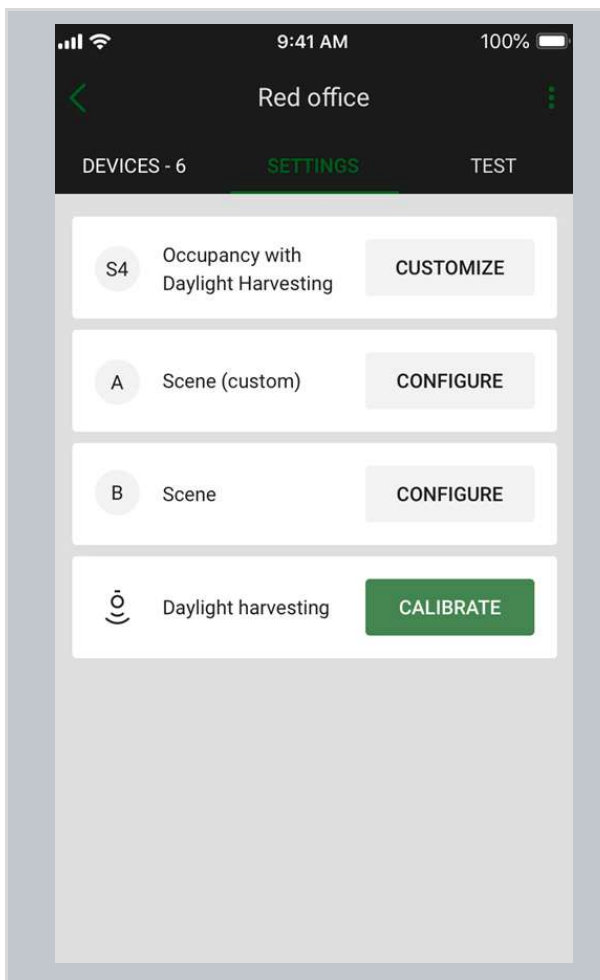 9:41 AM 100%
Red office
DEVICES - 6 SETTINGS TEST
S4 Occupancy with
Daylight Harvesting CUSTOMIZE
A Scene (custom) CONFIGURE
B Scene CONFIGURE
Daylight harvesting CALIBRATE